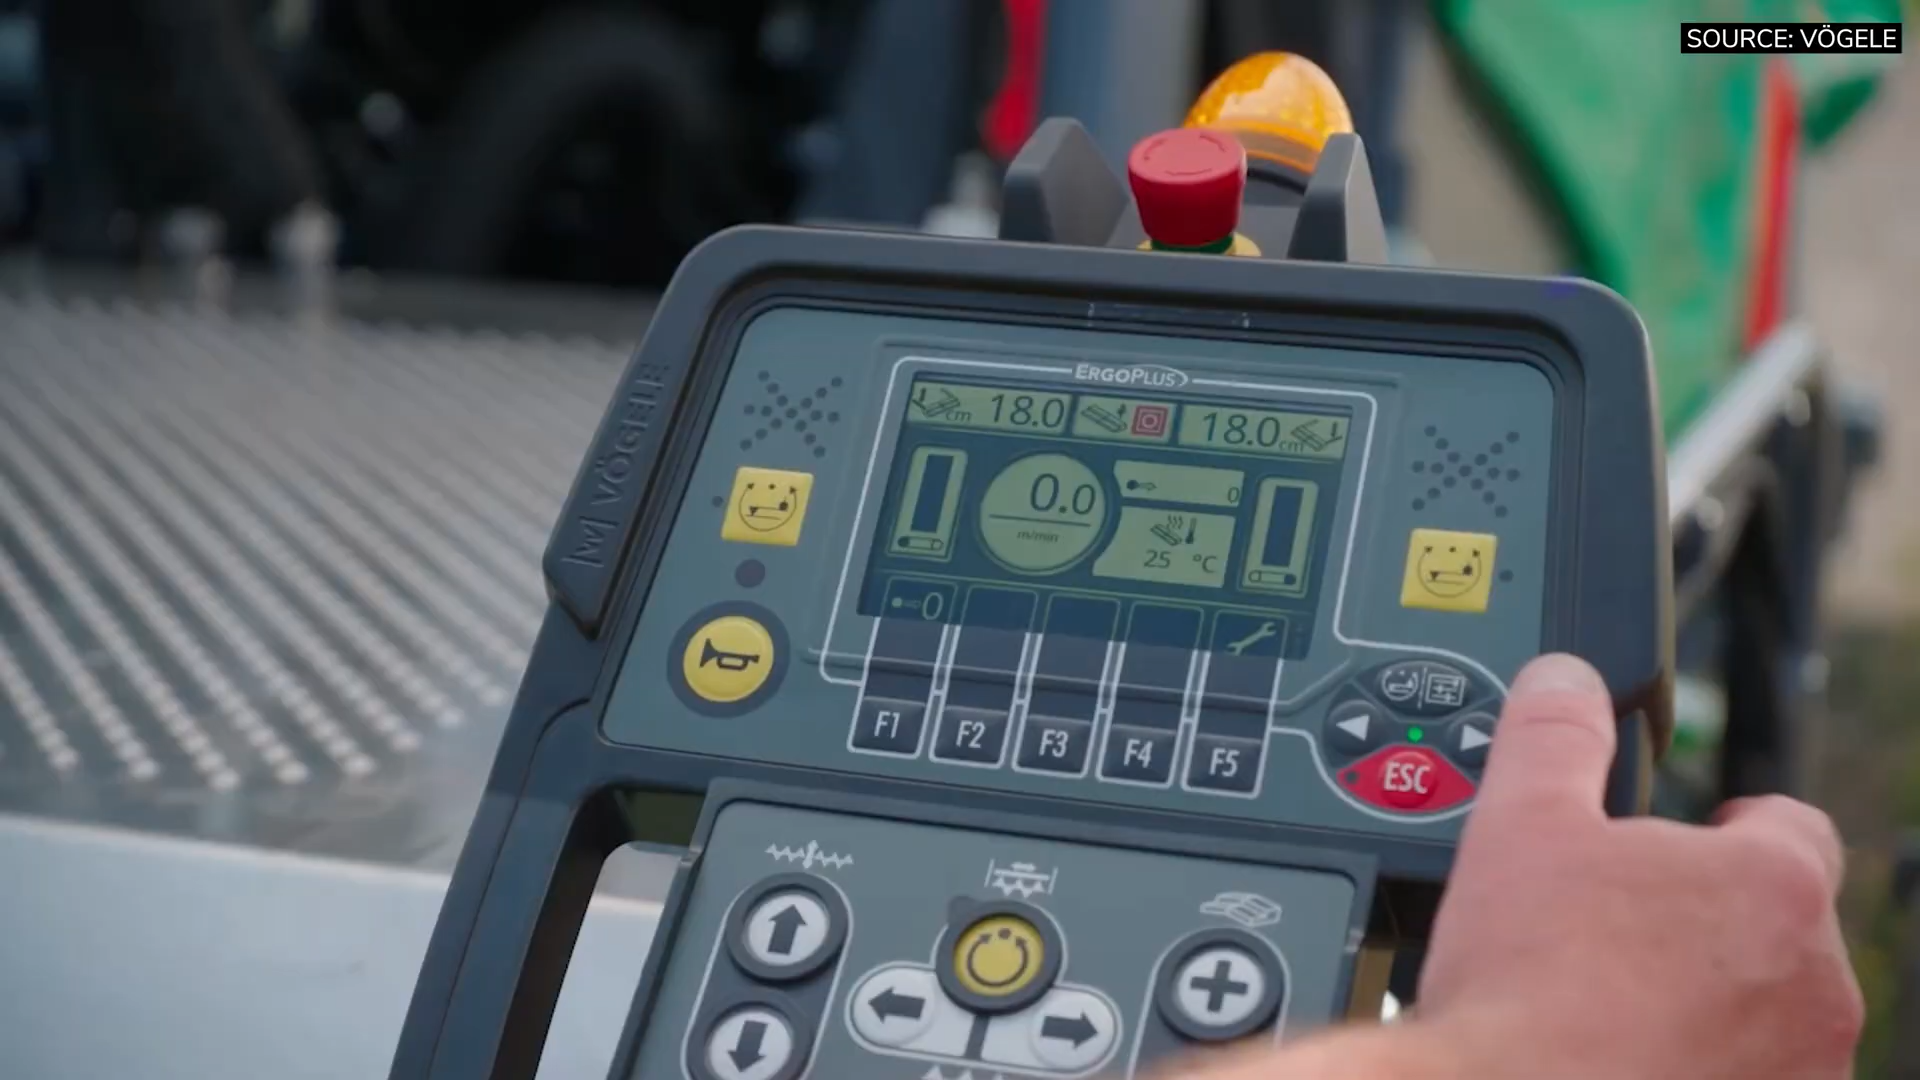 SOURCE: VÖGELE
ERGOPLUS
cm 18.0
18.0 cm
0.0
m/min
0
25 °C
0
VÖGELE
F1 F2 F3 F4 F5
ESC